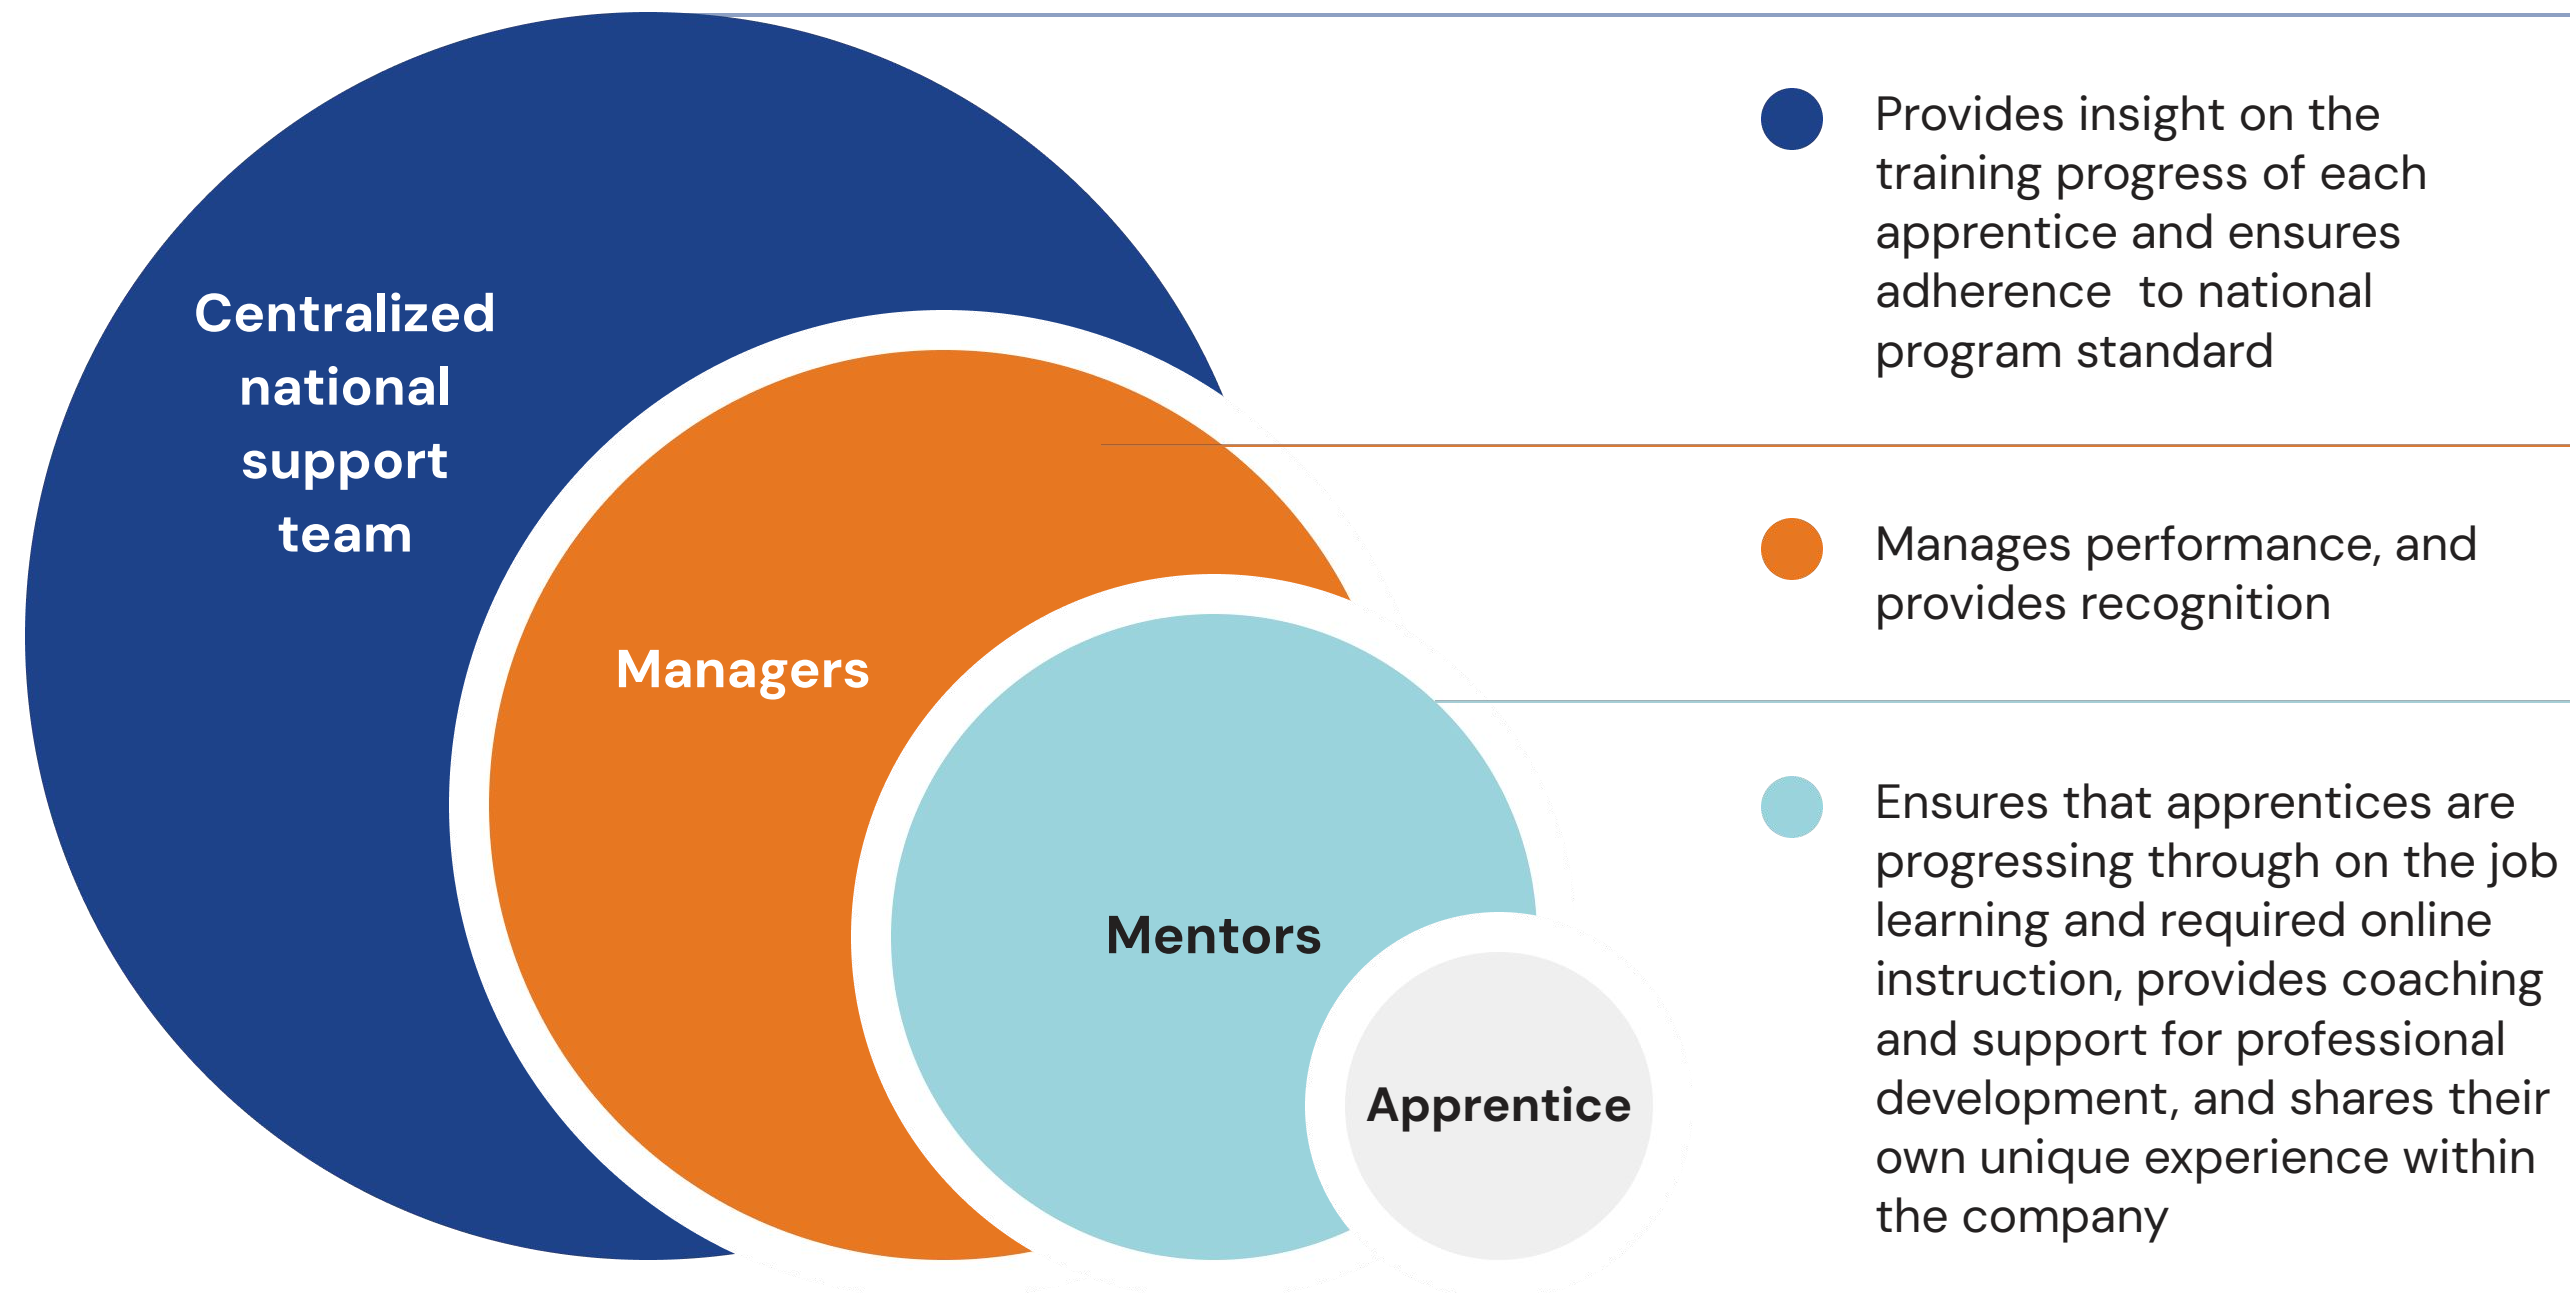 Centralized
national
support
team
Managers
Mentors
Apprentice
Provides insight on the
training progress of each
apprentice and ensures
adherence  to national
program standard
Manages performance, and
provides recognition
Ensures that apprentices are
progressing through on the job
learning and required online
instruction, provides coaching
and support for professional
development, and shares their
own unique experience within
the company